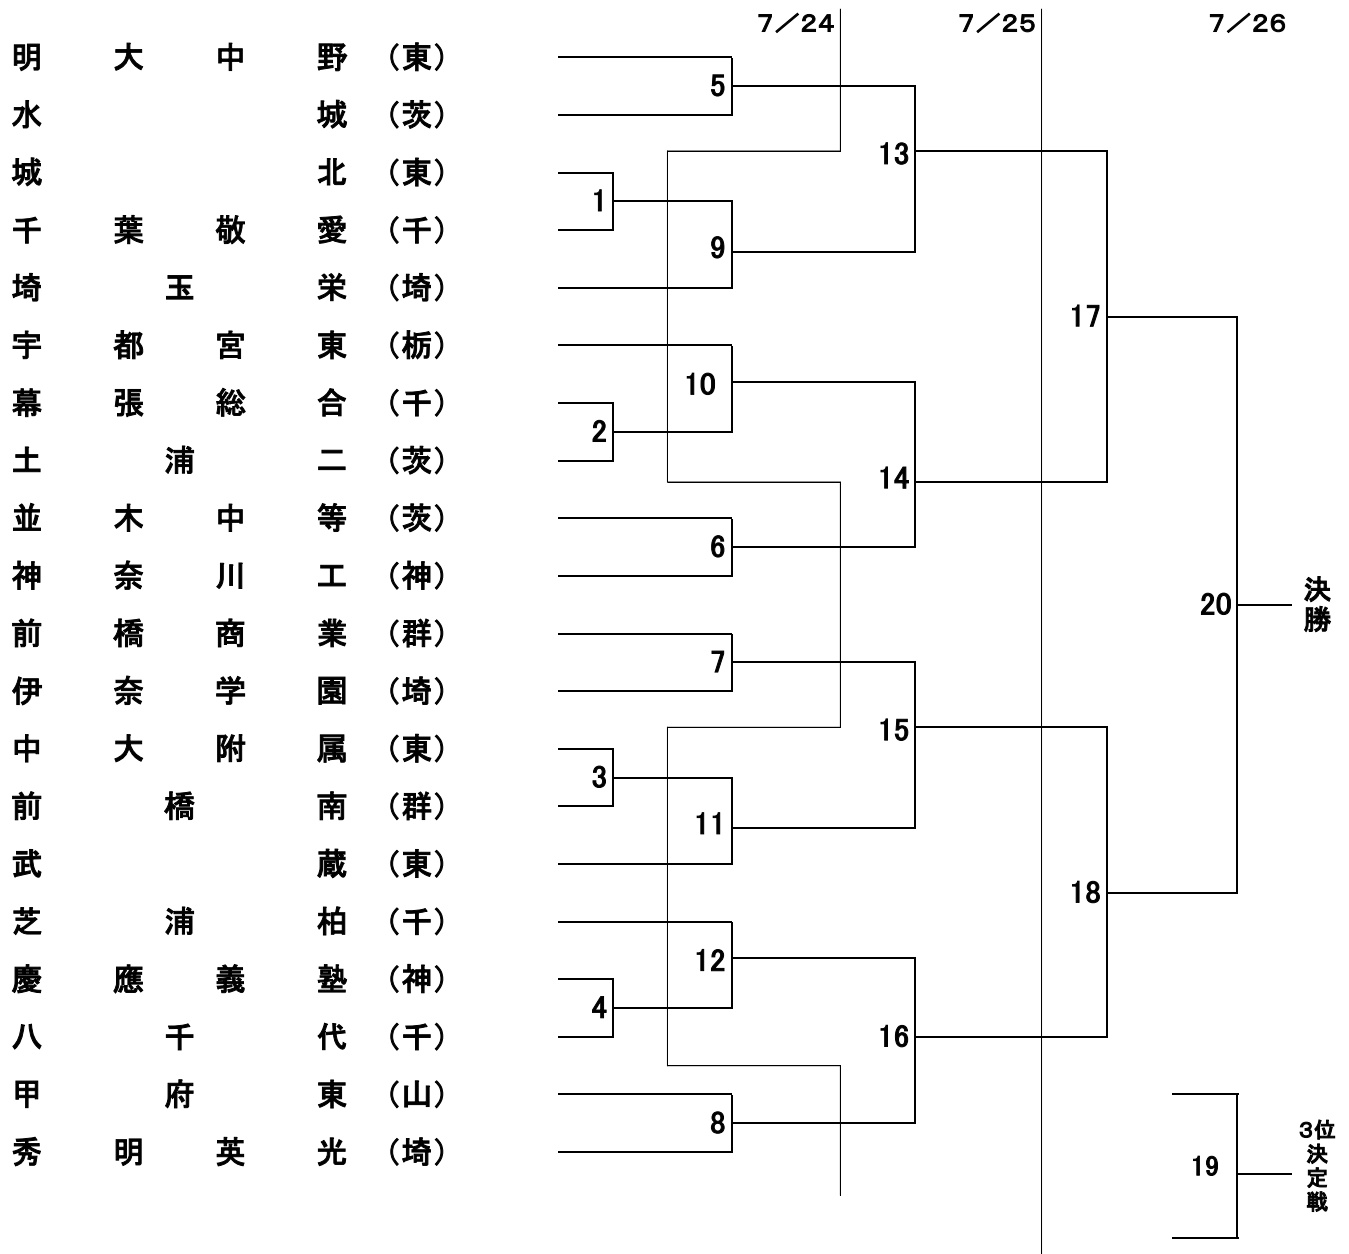 7／24 7／25 7／26
明大中野（東）
5
水城（茨）
13
城北（東）
1
千葉敬愛（千）
9
埼玉栄（埼）
17
宇都宮東（栃）
10
幕張総合（千）
2
土浦二（茨）
14
並木中等（茨）
6
神奈川工（神）
20
決勝
前橋商業（群）
7
伊奈学園（埼）
15
中大附属（東）
3
前橋南（群）
11
武蔵（東）
18
芝浦柏（千）
12
慶應義塾（神）
4
八千代（千）
16
甲府東（山）
8
秀明英光（埼）
19
3位決定戦